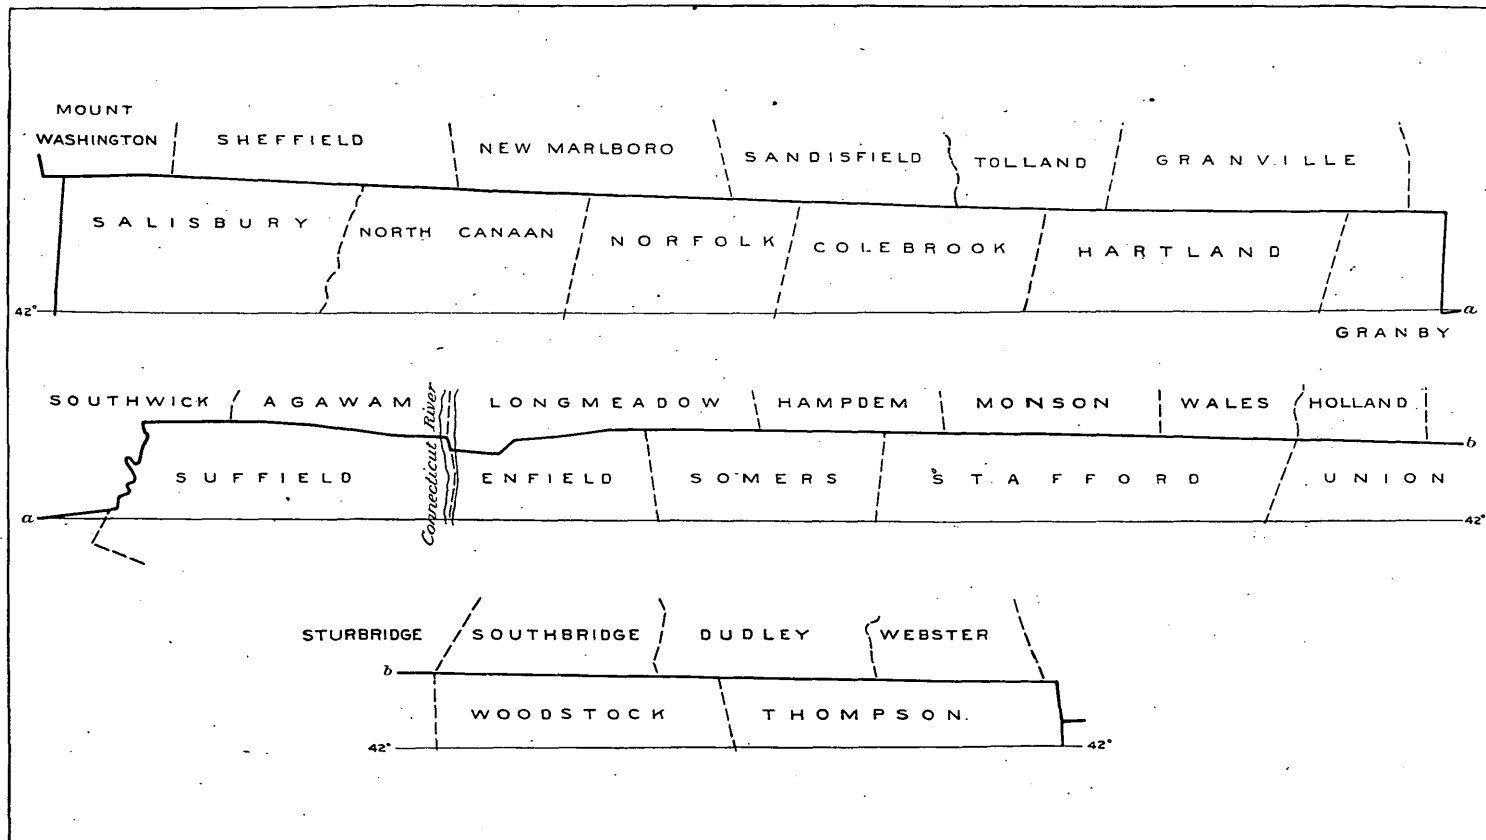 MOUNT
WASHINGTON SHEFFIELD NEW MARLBORO SANDISFIELD TOLLAND GRANVILLE
SALISBURY NORTH CANAAN NORFOLK COLEBROOK HARTLAND
42° a
GRANBY
SOUTHWICK AGAWAM Connecticut River LONGMEADOW HAMPDEM MONSON WALES HOLLAND
b
SUFFIELD ENFIELD SOMERS STAFFORD UNION
a 42°
STURBRIDGE SOUTHBRIDGE DUDLEY WEBSTER
b
WOODSTOCK THOMPSON.
42° 42°